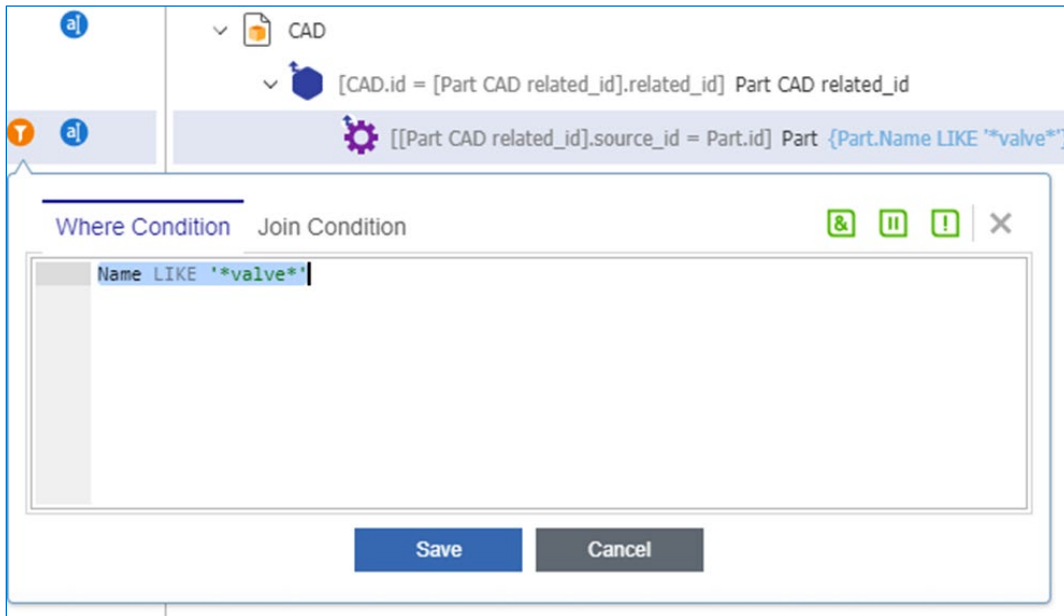 a
CAD
[CAD.id = [Part CAD related_id].related_id] Part CAD related_id
a
[[Part CAD related_id].source_id = Part.id] Part {Part.Name LIKE '*valve*'}
Where Condition Join Condition & !
Name LIKE '*valve*'
Save Cancel